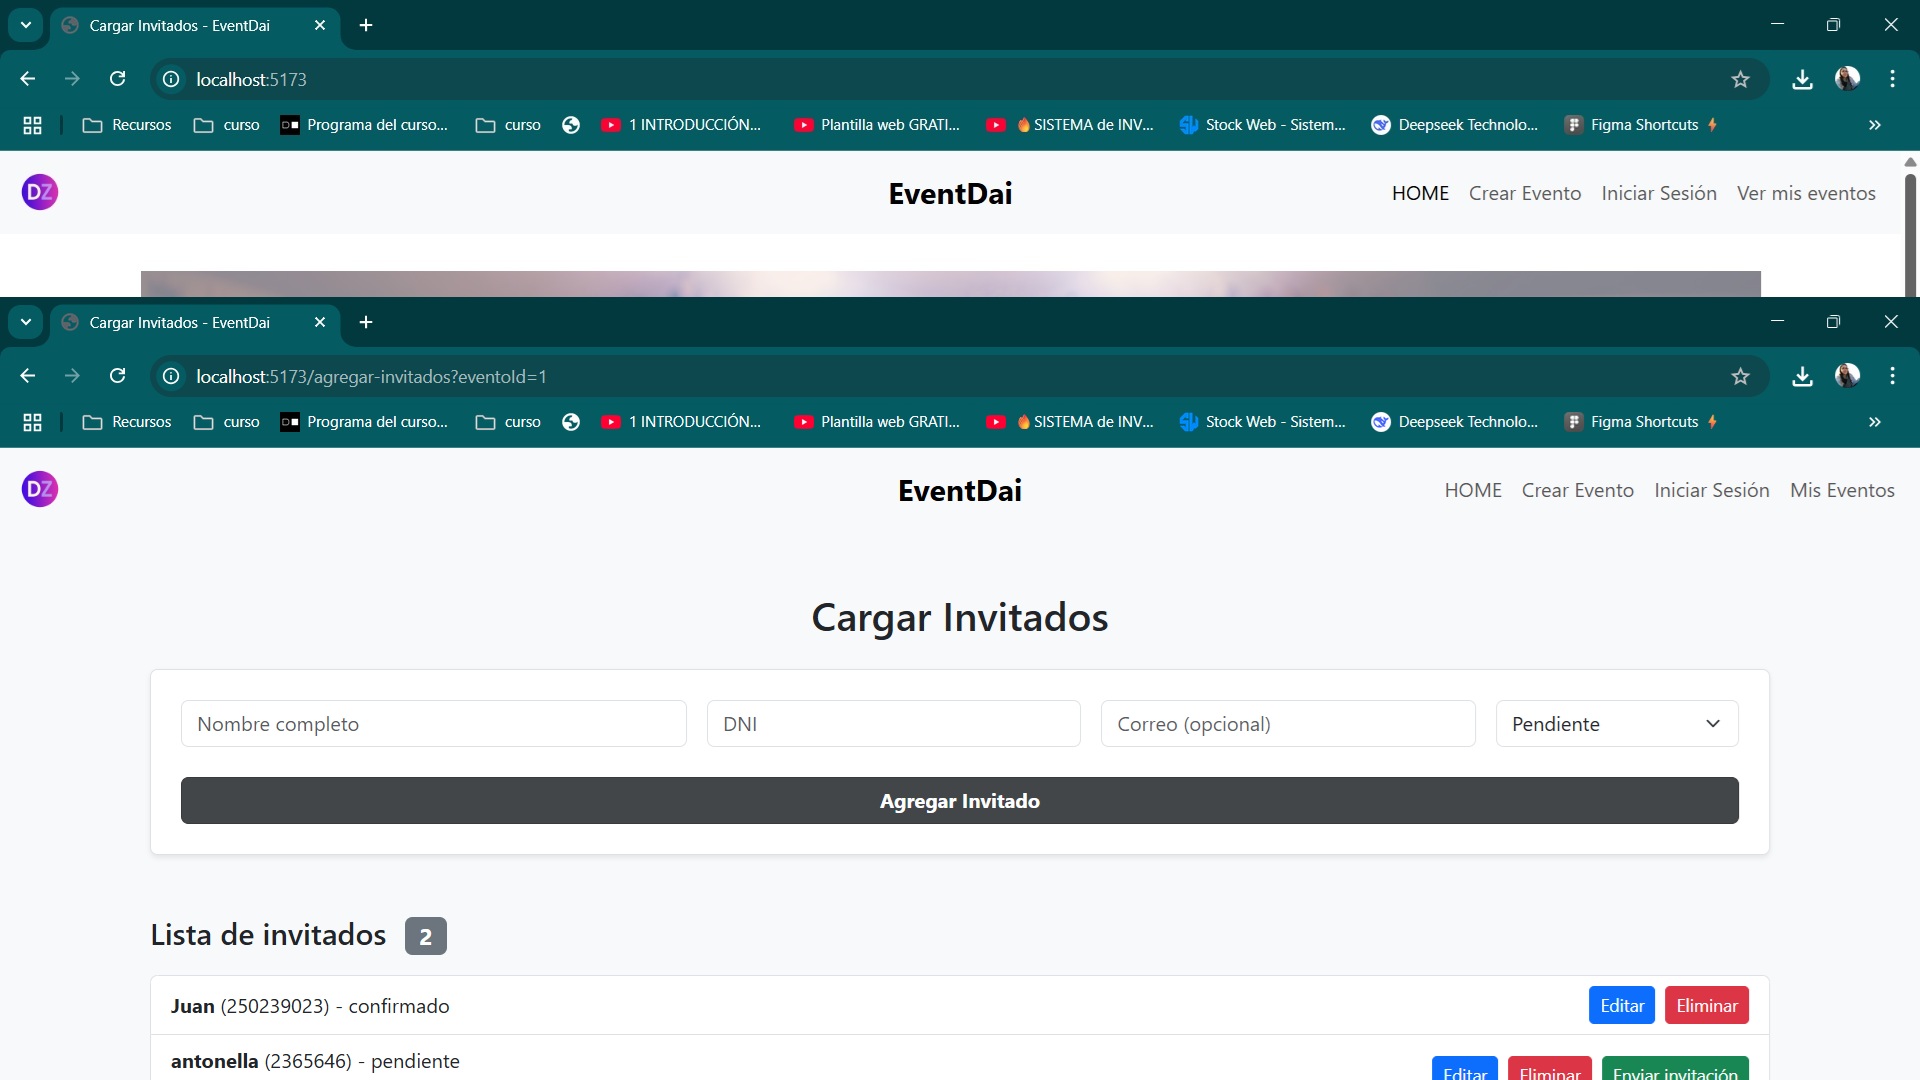 Cargar Invitados - EventDai
localhost:5173
Recursos curso Programa del curso... curso 1 INTRODUCCIÓN... Plantilla web GRATI... 🔥SISTEMA de INV... Stock Web - Sistem... Deepseek Technolo... Figma Shortcuts ⚡ »
DZ EventDai HOME Crear Evento Iniciar Sesión Ver mis eventos
Cargar Invitados - EventDai
localhost:5173/agregar-invitados?eventoId=1
Recursos curso Programa del curso... curso 1 INTRODUCCIÓN... Plantilla web GRATI... 🔥SISTEMA de INV... Stock Web - Sistem... Deepseek Technolo... Figma Shortcuts ⚡ »
DZ EventDai HOME Crear Evento Iniciar Sesión Mis Eventos
Cargar Invitados
Nombre completo DNI Correo (opcional) Pendiente
Agregar Invitado
Lista de invitados 2
Juan (250239023) - confirmado Editar Eliminar
antonella (2365646) - pendiente
Editar Eliminar Enviar invitación